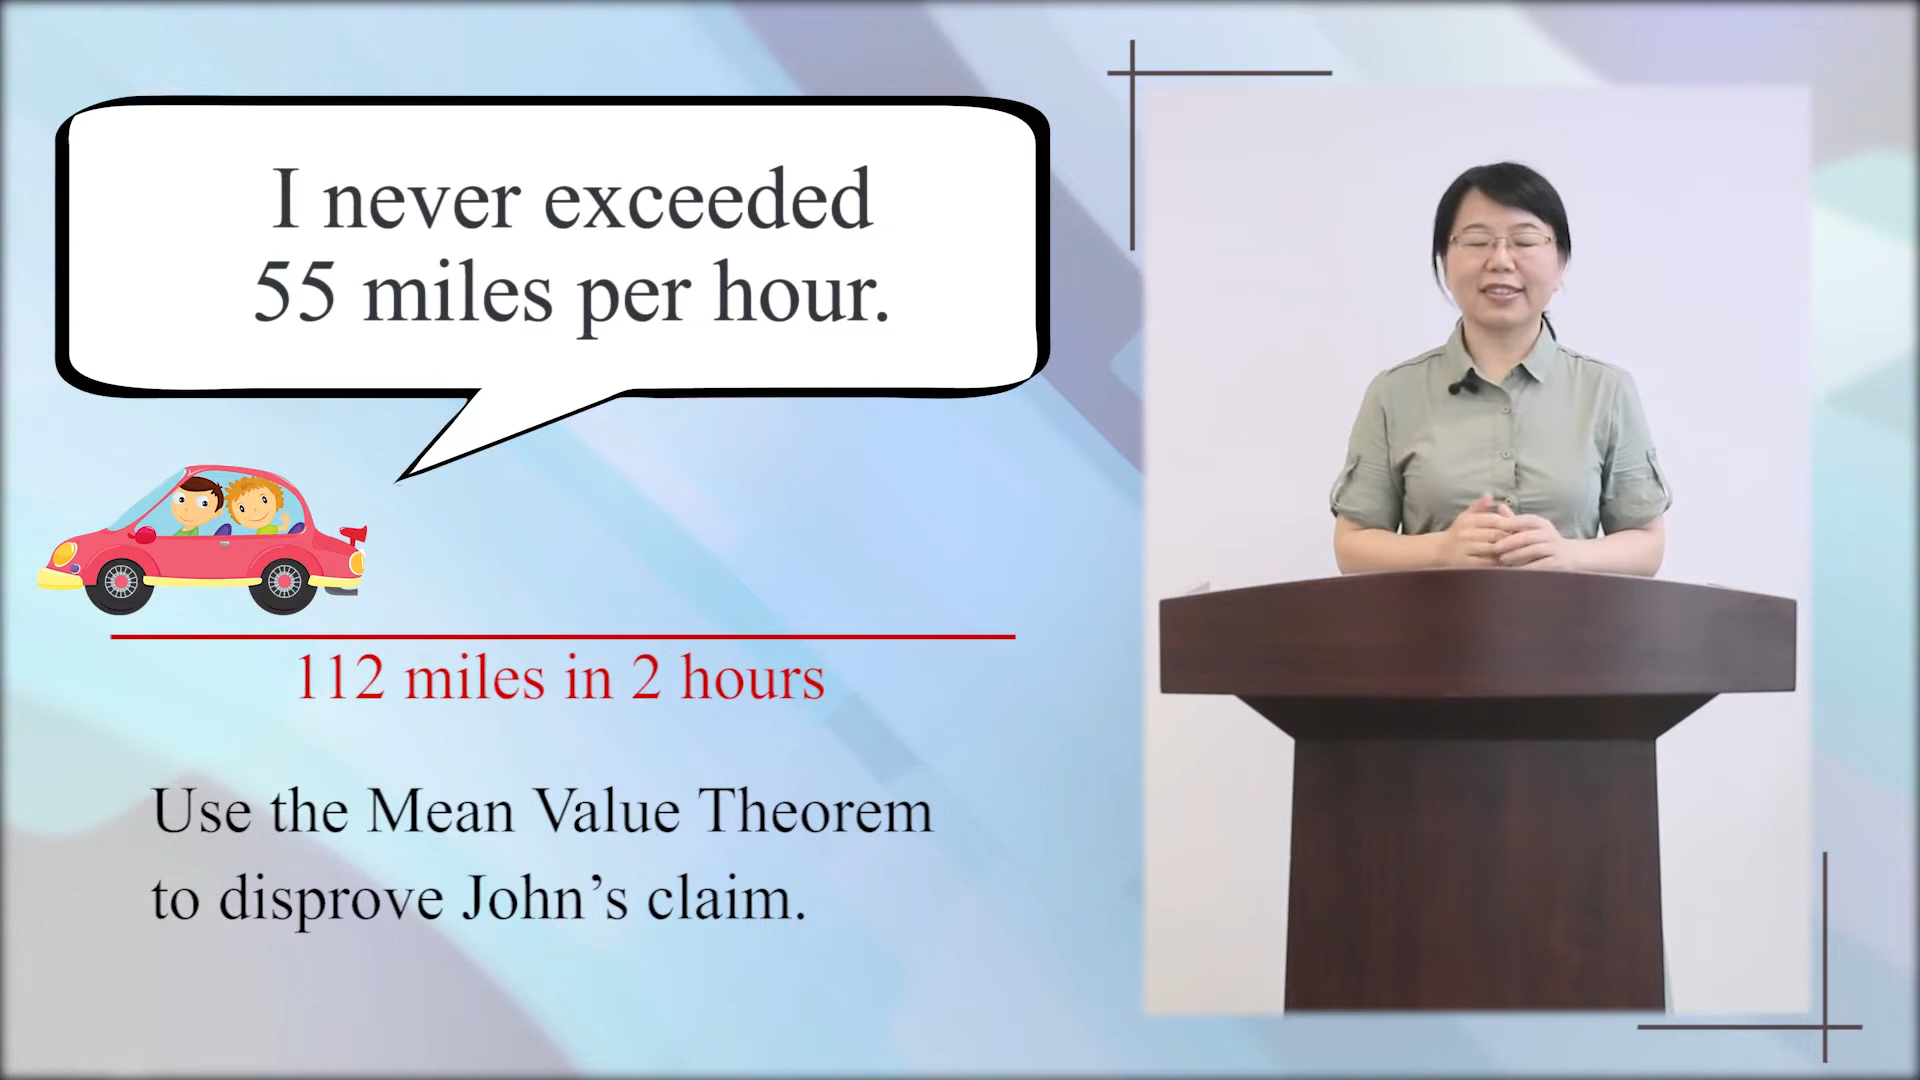 I never exceeded
55 miles per hour.
112 miles in 2 hours
Use the Mean Value Theorem
to disprove John’s claim.